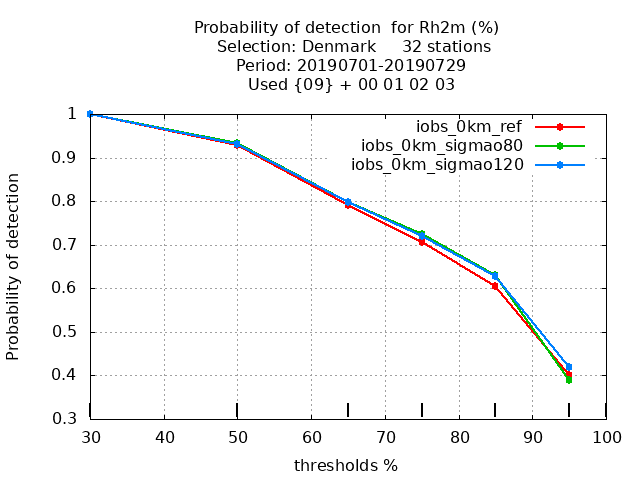 Probability of detection  for Rh2m (%)
Selection: Denmark     32 stations
Period: 20190701-20190729
Used {09} + 00 01 02 03
iobs_0km_ref
iobs_0km_sigmao80
iobs_0km_sigmao120
Probability of detection
1
0.9
0.8
0.7
0.6
0.5
0.4
0.3
30 40 50 60 70 80 90 100
thresholds %